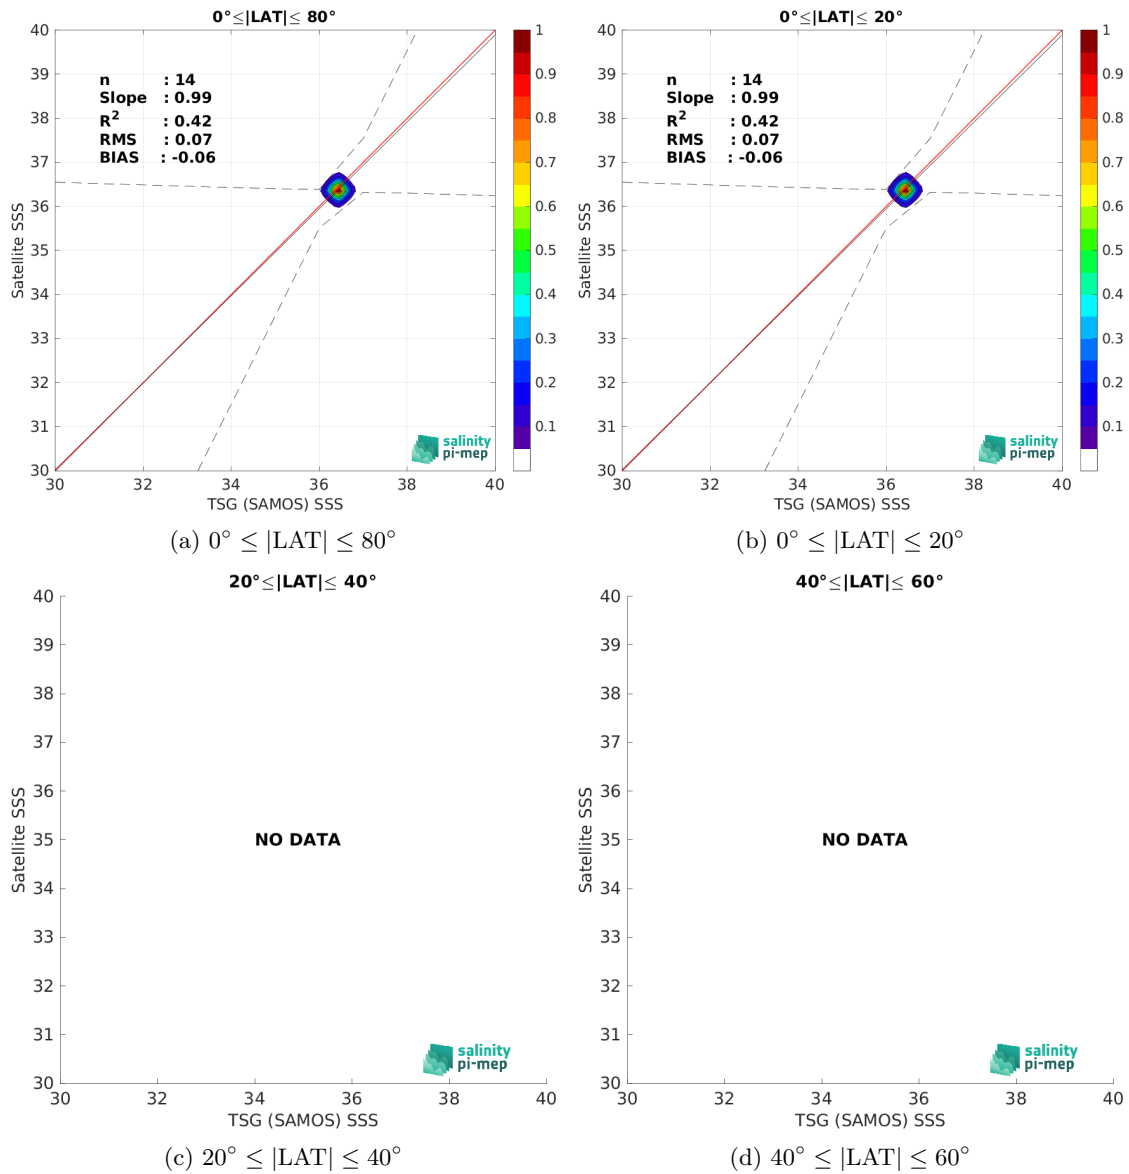 0°≤|LAT|≤ 80°
40
39
38
37
36
35
34
33
32
31
30
Satellite SSS
n : 14
Slope : 0.99
R2 : 0.42
RMS : 0.07
BIAS : -0.06
salinity
pi-mep
30 32 34 36 38 40
TSG (SAMOS) SSS
1
0.9
0.8
0.7
0.6
0.5
0.4
0.3
0.2
0.1
(a) 0° ≤ |LAT| ≤ 80°
0°≤|LAT|≤ 20°
40
39
38
37
36
35
34
33
32
31
30
Satellite SSS
n : 14
Slope : 0.99
R2 : 0.42
RMS : 0.07
BIAS : -0.06
salinity
pi-mep
30 32 34 36 38 40
TSG (SAMOS) SSS
1
0.9
0.8
0.7
0.6
0.5
0.4
0.3
0.2
0.1
(b) 0° ≤ |LAT| ≤ 20°
20°≤|LAT|≤ 40°
40
39
38
37
36
35
34
33
32
31
30
Satellite SSS
NO DATA
salinity
pi-mep
30 32 34 36 38 40
TSG (SAMOS) SSS
(c) 20° ≤ |LAT| ≤ 40°
40°≤|LAT|≤ 60°
40
39
38
37
36
35
34
33
32
31
30
Satellite SSS
NO DATA
salinity
pi-mep
30 32 34 36 38 40
TSG (SAMOS) SSS
(d) 40° ≤ |LAT| ≤ 60°